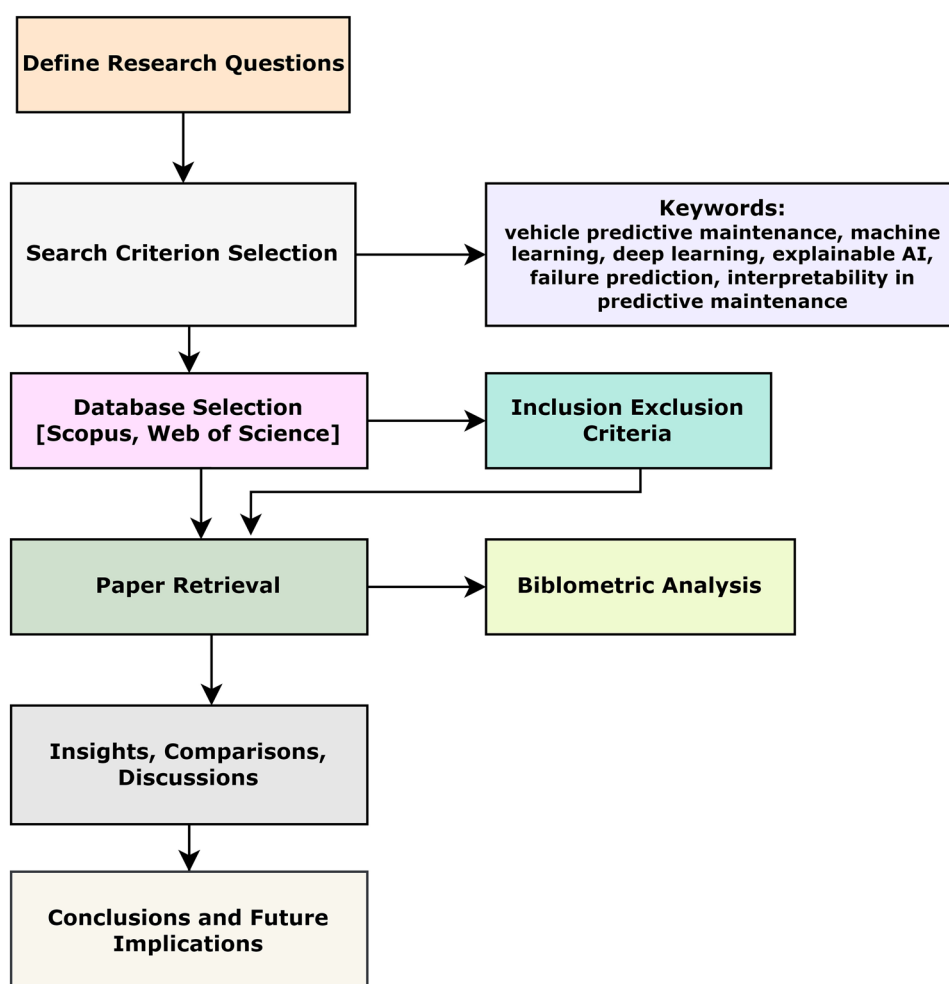 Define Research Questions
Search Criterion Selection
Keywords:
vehicle predictive maintenance, machine
learning, deep learning, explainable AI,
failure prediction, interpretability in
predictive maintenance
Database Selection
[Scopus, Web of Science]
Inclusion Exclusion
Criteria
Paper Retrieval
Biblometric Analysis
Insights, Comparisons,
Discussions
Conclusions and Future
Implications